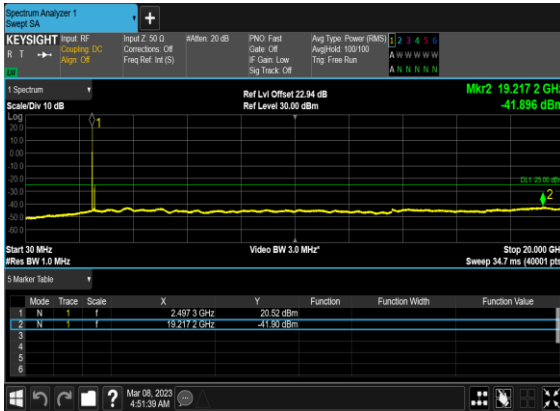 Spectrum Analyzer 1
Swept SA
+
KEYSIGHT Input: RF Input Z: 50 Ω #Atten: 20 dB PNO: Fast Avg Type: Power (RMS) 1 2 3 4 5 6
R T Coupling: DC Corrections: Off Gate: Off Avg|Hold: 100/100 A W W W W W
Align: Off Freq Ref: Int (S) IF Gain: Low Trig: Free Run
Sig Track: Off A N N N N N
1 Spectrum Ref Lvl Offset 22.94 dB Mkr2 19.217 2 GHz
Scale/Div 10 dB Ref Level 30.00 dBm -41.896 dBm
Log
20.0
10.0
0.00
-10.0
-20.0
-30.0
-40.0
-50.0
-60.0
1
DL1 -25.00 dBm
2
Start 30 MHz Video BW 3.0 MHz* Stop 20.000 GHz
#Res BW 1.0 MHz Sweep 34.7 ms (40001 pts)
5 Marker Table
Mode Trace Scale X Y Function Function Width Function Value
1 N 1 f 2.497 3 GHz 20.52 dBm
2 N 1 f 19.217 2 GHz -41.90 dBm
3
4
5
6
? Mar 08, 2023
4:51:39 AM